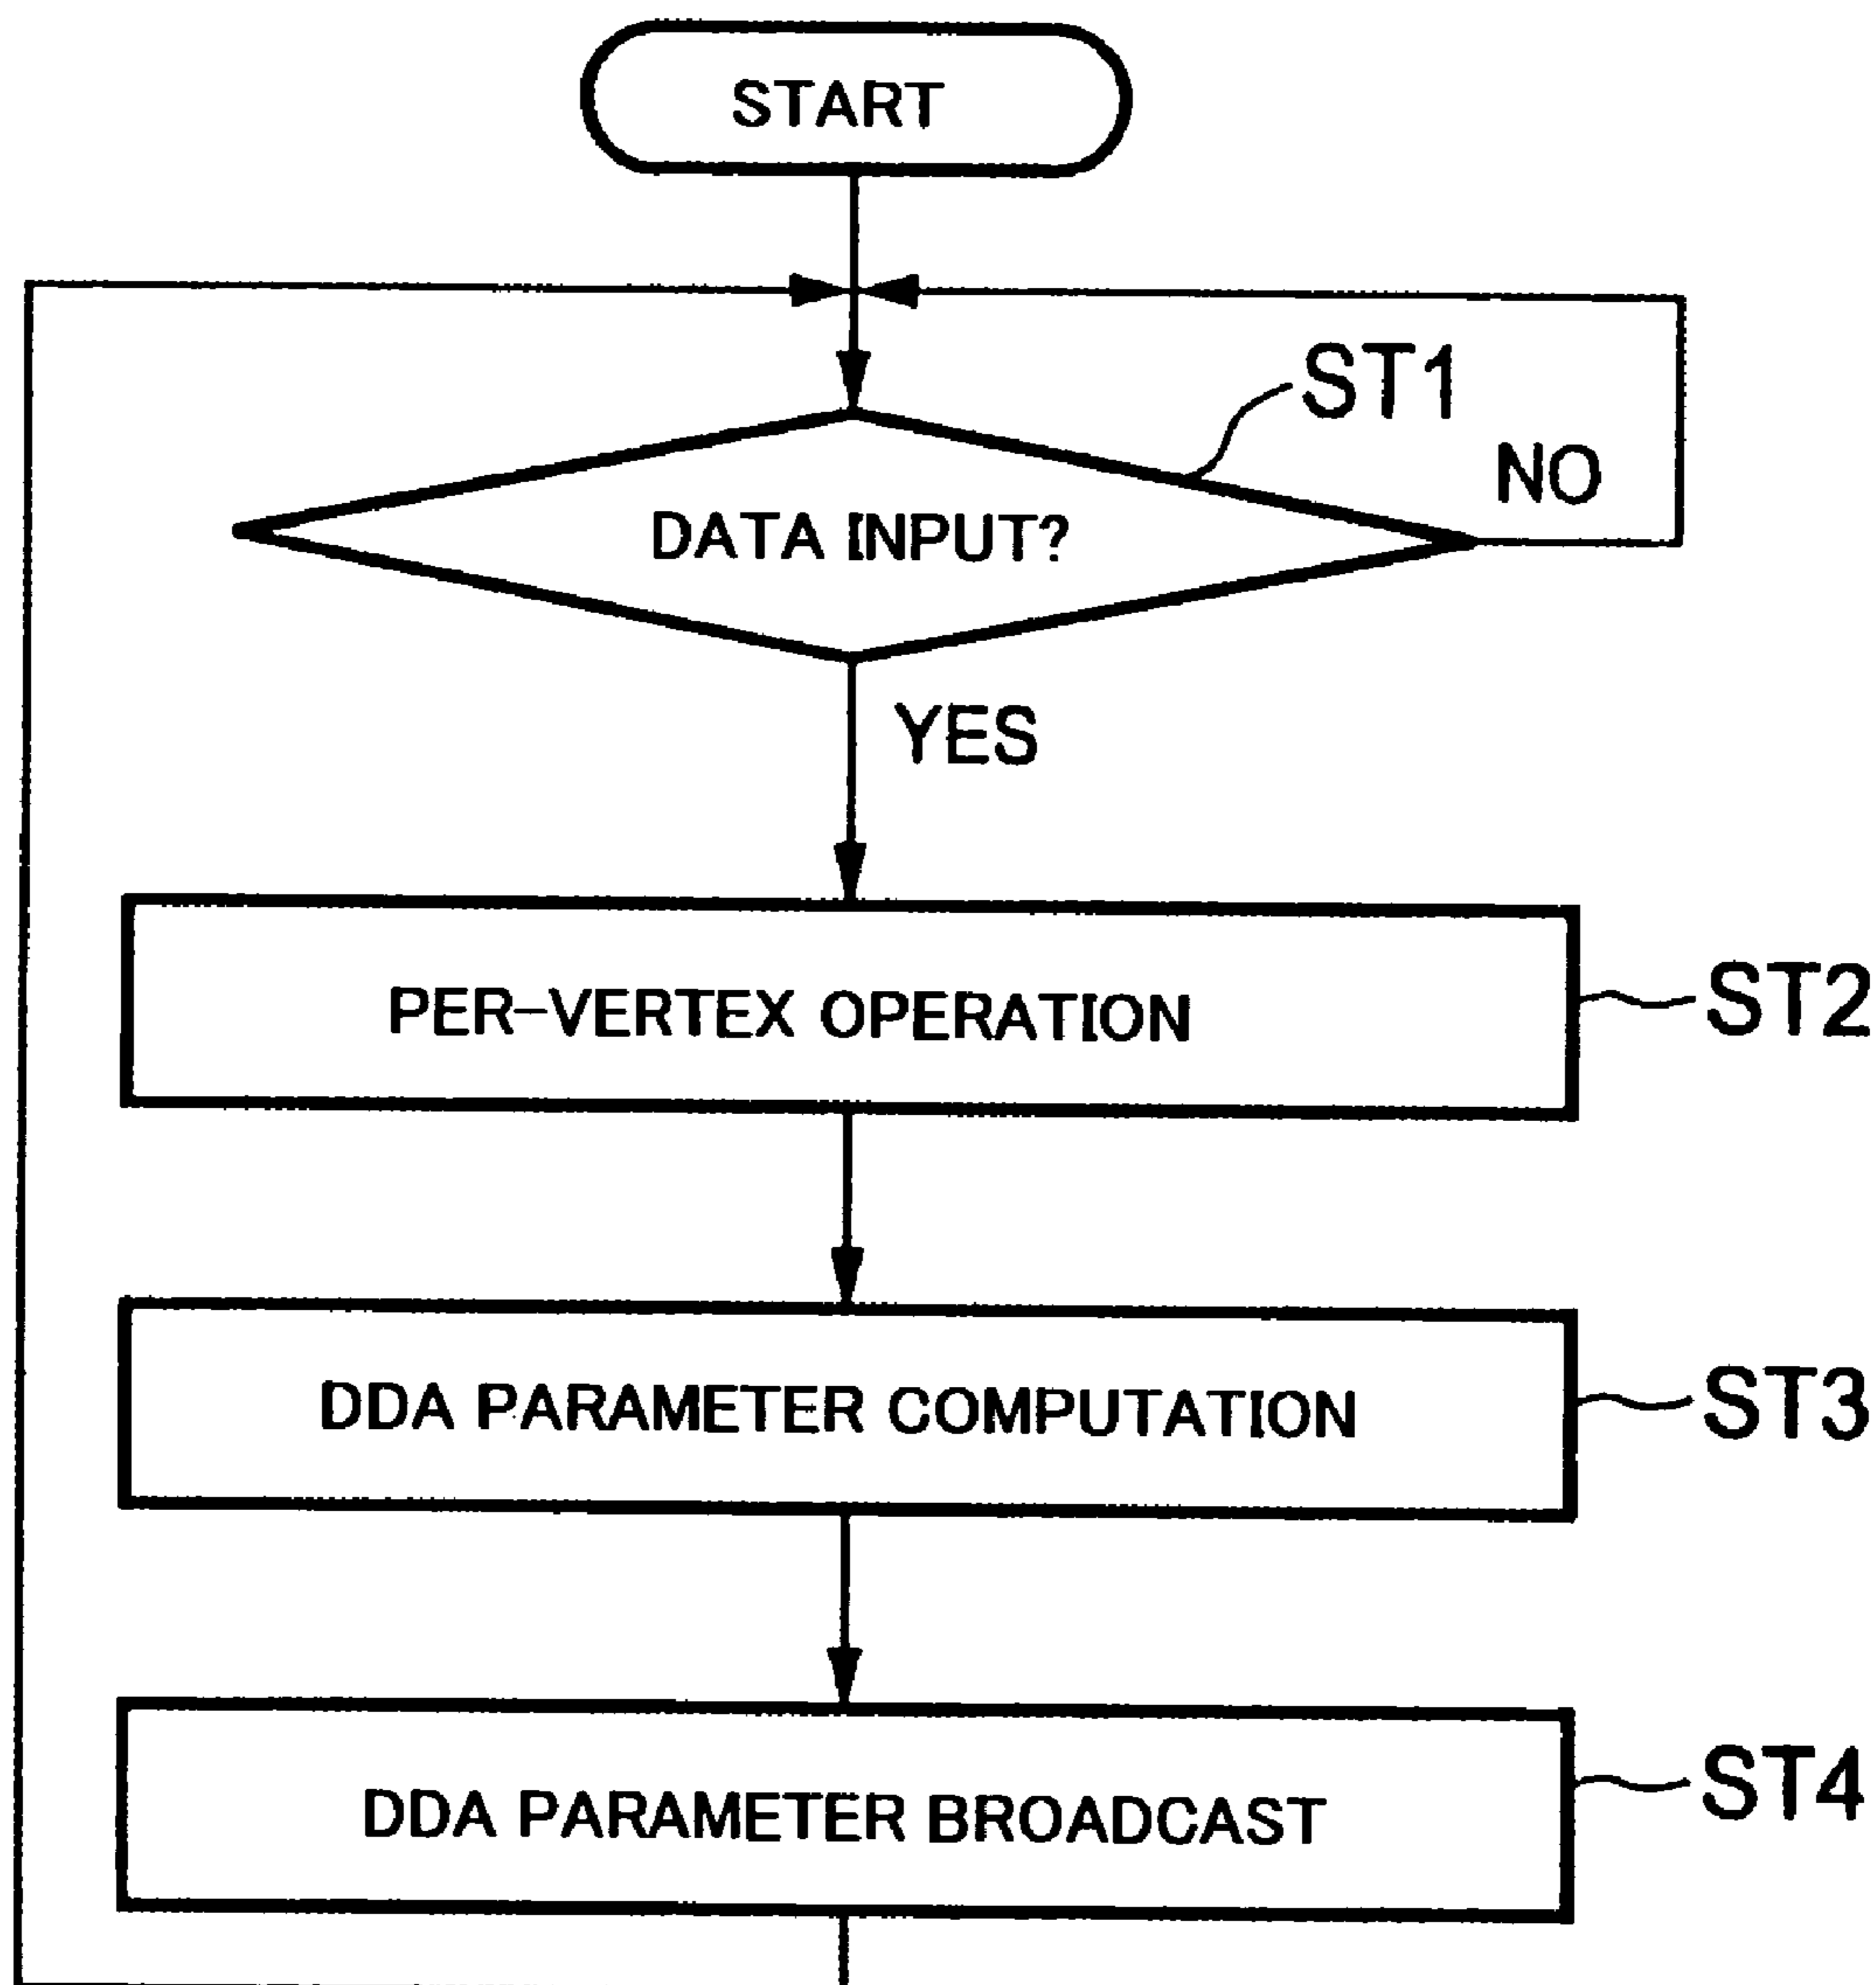 START
ST1
NO
DATA INPUT?
YES
PER-VERTEX OPERATION
ST2
DDA PARAMETER COMPUTATION
ST3
DDA PARAMETER BROADCAST
ST4